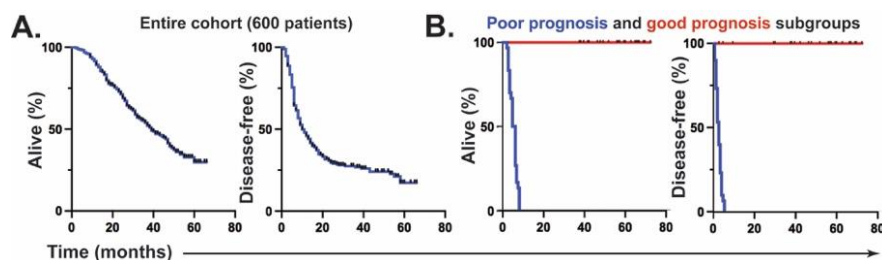 A. Entire cohort (600 patients)
B. Poor prognosis and good prognosis subgroups
Alive (%)
100
50
0
0 20 40 60 80
Disease-free (%)
100
50
0
0 20 40 60 80
Alive (%)
100
50
0
0 20 40 60 80
Disease-free (%)
100
50
0
0 20 40 60 80
Time (months)